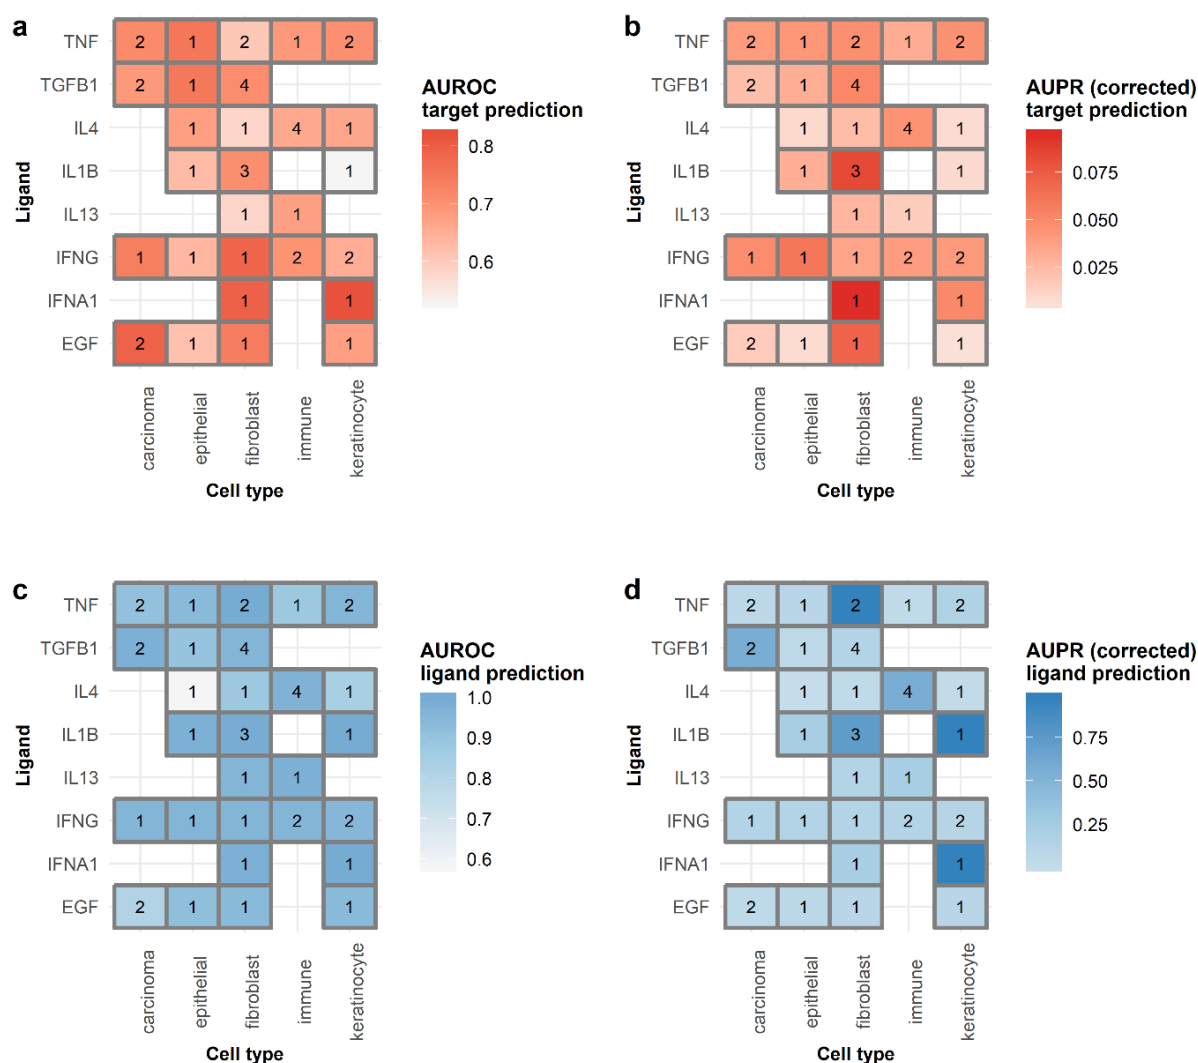 a
TNF 2 1 2 1 2
TGFB1 2 1 4
IL4 1 1 4 1
IL1B 1 3 1
IL13 1 1
IFNG 1 1 1 2 2
IFNA1 1 1
EGF 2 1 1 1
Ligand
carcinoma
epithelial
fibroblast
immune
keratinocyte
Cell type
AUROC
target prediction
0.8
0.7
0.6
b
TNF 2 1 2 1 2
TGFB1 2 1 4
IL4 1 1 4 1
IL1B 1 3 1
IL13 1 1
IFNG 1 1 1 2 2
IFNA1 1 1
EGF 2 1 1 1
Ligand
carcinoma
epithelial
fibroblast
immune
keratinocyte
Cell type
AUPR (corrected)
target prediction
0.075
0.050
0.025
c
TNF 2 1 2 1 2
TGFB1 2 1 4
IL4 1 1 4 1
IL1B 1 3 1
IL13 1 1
IFNG 1 1 1 2 2
IFNA1 1 1
EGF 2 1 1 1
Ligand
carcinoma
epithelial
fibroblast
immune
keratinocyte
Cell type
AUROC
ligand prediction
1.0
0.9
0.8
0.7
0.6
d
TNF 2 1 2 1 2
TGFB1 2 1 4
IL4 1 1 4 1
IL1B 1 3 1
IL13 1 1
IFNG 1 1 1 2 2
IFNA1 1 1
EGF 2 1 1 1
Ligand
carcinoma
epithelial
fibroblast
immune
keratinocyte
Cell type
AUPR (corrected)
ligand prediction
0.75
0.50
0.25